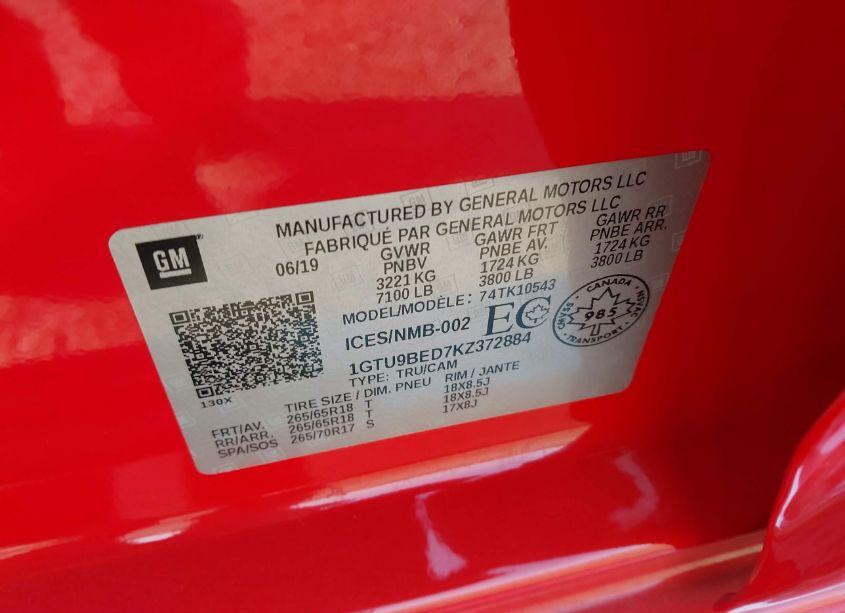 GM
MANUFACTURED BY GENERAL MOTORS LLC
FABRIQUÉ PAR GENERAL MOTORS LLC
06/19 GVWR GAWR FRT GAWR RR
PNBV PNBE AV. PNBE ARR.
3221 KG 1724 KG 1724 KG
7100 LB 3800 LB 3800 LB
MODEL/MODÈLE: 74TK10543
ICES/NMB-002 EC
CANADA
985
TRANSPORT
1GTU9BED7KZ372884
TYPE: TRU/CAM
130X
TIRE SIZE / DIM. PNEU RIM / JANTE
FRT/AV. 265/65R18 T 18X8.5J
RR/ARR. 265/65R18 T 18X8.5J
SPA/SOS 265/70R17 S 17X8J